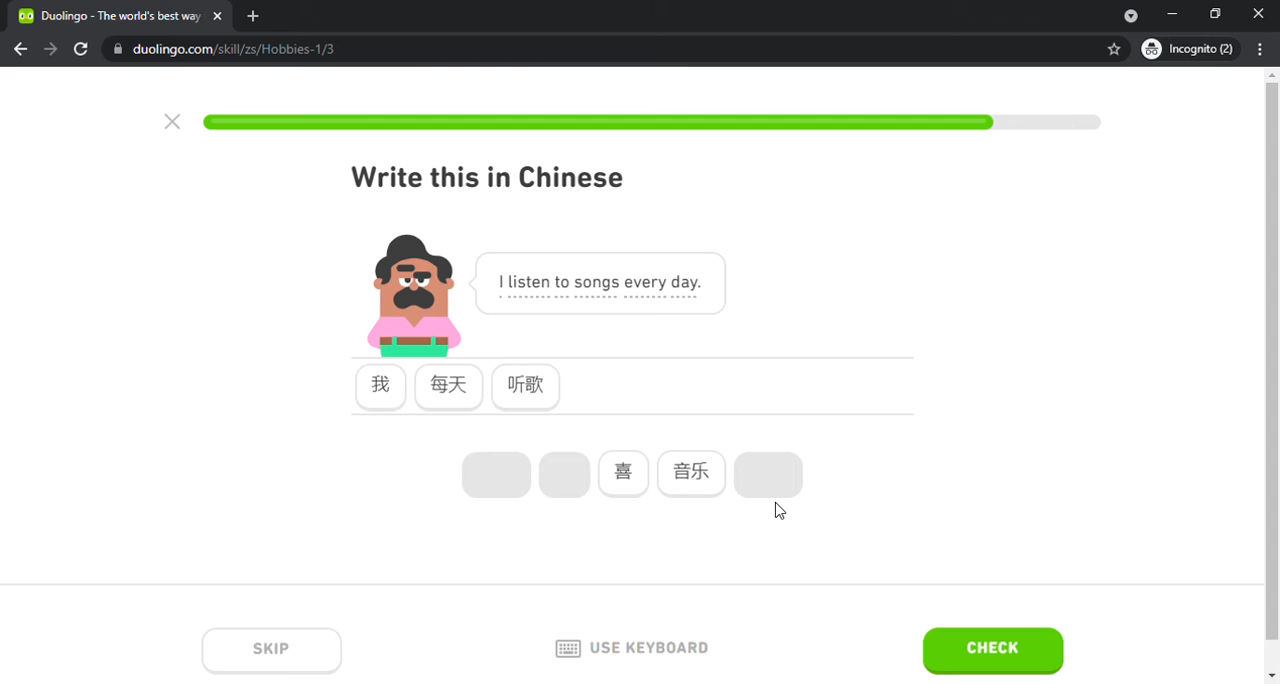 Duolingo - The world's best way
duolingo.com/skill/zs/Hobbies-1/3
Incognito (2)
Write this in Chinese
I listen to songs every day.
我 每天 听歌
喜 音乐
SKIP
USE KEYBOARD
CHECK